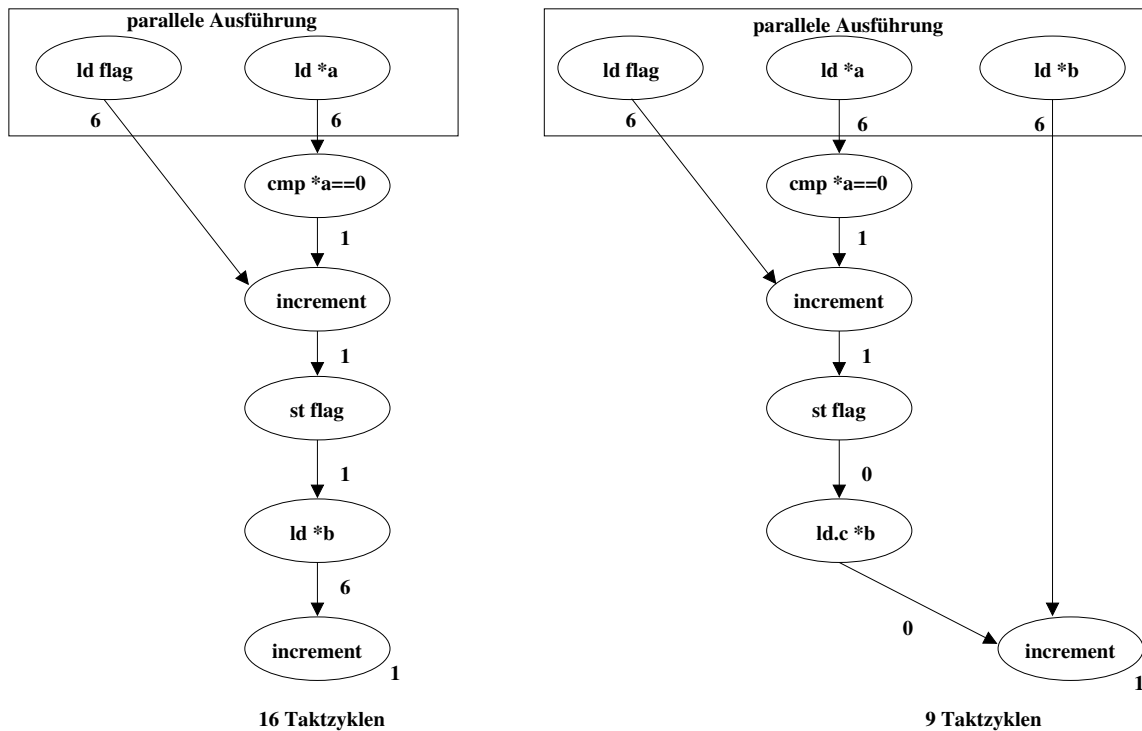 parallele Ausführung
ld flag
ld *a
6
6
cmp *a==0
1
increment
1
st flag
1
ld *b
6
increment
1
16 Taktzyklen
parallele Ausführung
ld flag
ld *a
ld *b
6
6
6
cmp *a==0
1
increment
1
st flag
0
ld.c *b
0
increment
1
9 Taktzyklen